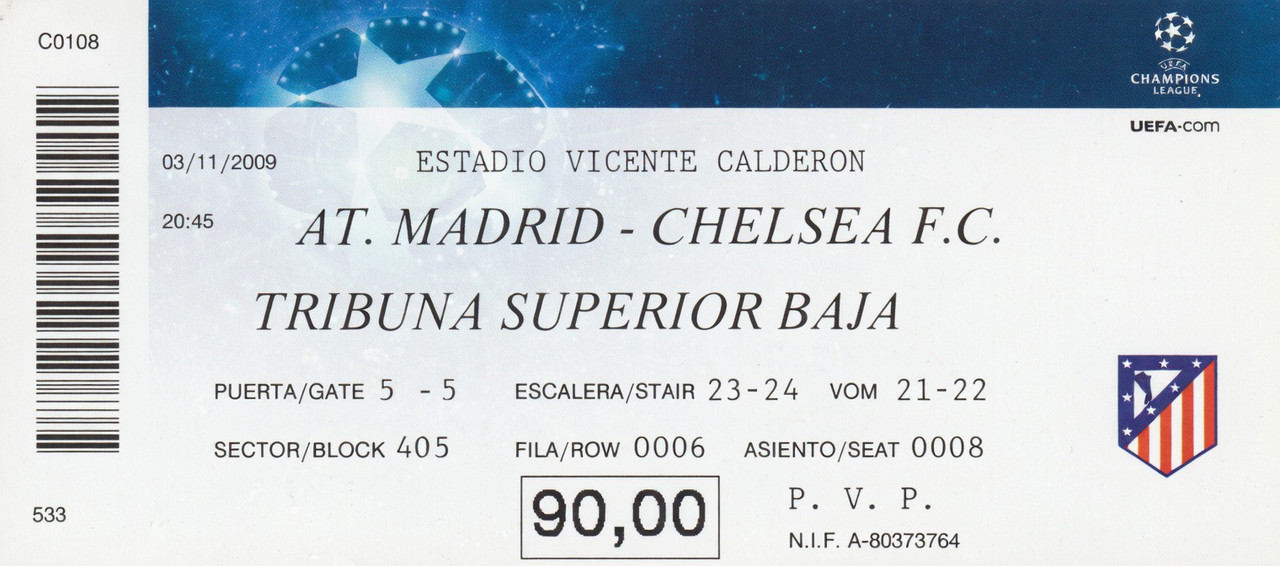 C0108
533
UEFA
CHAMPIONS
LEAGUE
UEFA.com
03/11/2009
ESTADIO VICENTE CALDERON
20:45
AT. MADRID - CHELSEA F.C.
TRIBUNA SUPERIOR BAJA
PUERTA/GATE 5 - 5 ESCALERA/STAIR 23-24 VOM 21-22
SECTOR/BLOCK 405 FILA/ROW 0006 ASIENTO/SEAT 0008
90,00
P. V. P.
N.I.F. A-80373764